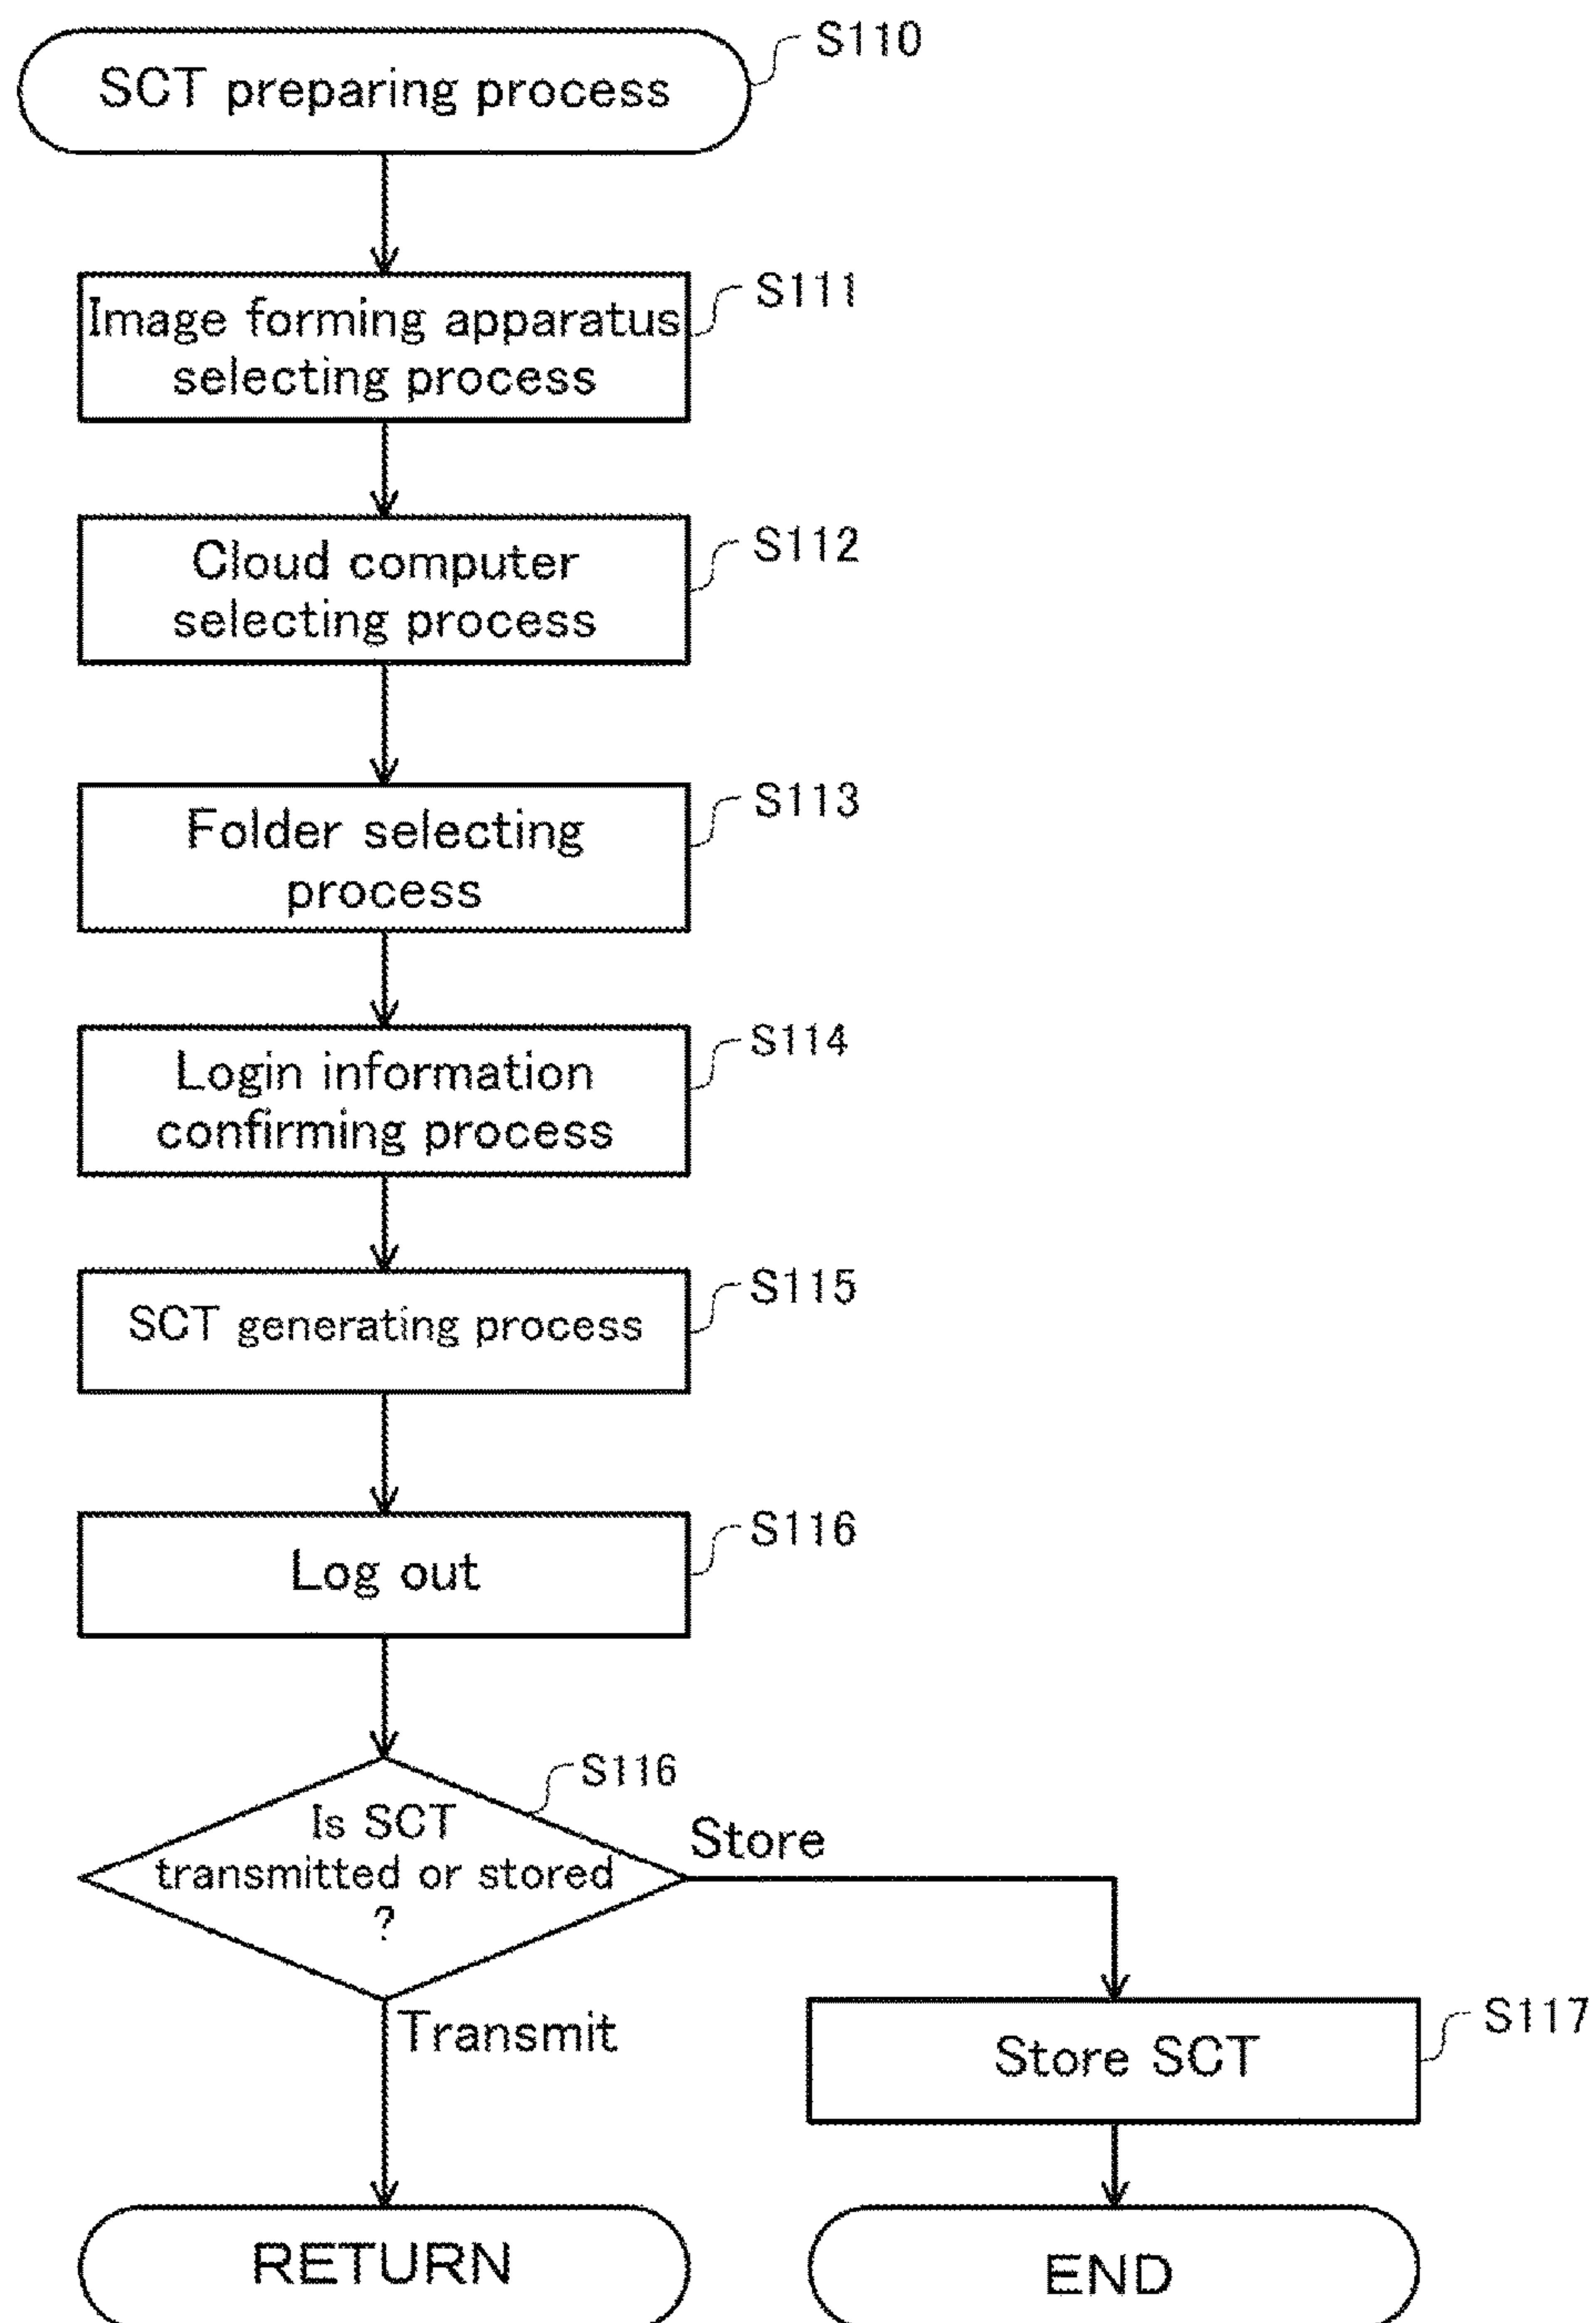 SCT preparing process
S110
Image forming apparatus
selecting process
S111
Cloud computer
selecting process
S112
Folder selecting
process
S113
Login information
confirming process
S114
SCT generating process
S115
Log out
S116
Is SCT
transmitted or stored
?
S116
Store
Transmit
Store SCT
S117
RETURN
END